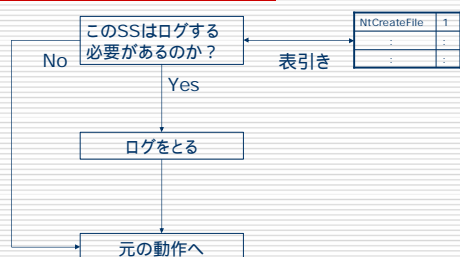 このSSはログする
必要があるのか?
NtCreateFile 1
: :
: :
No
表引き
Yes
ログをとる
元の動作へ